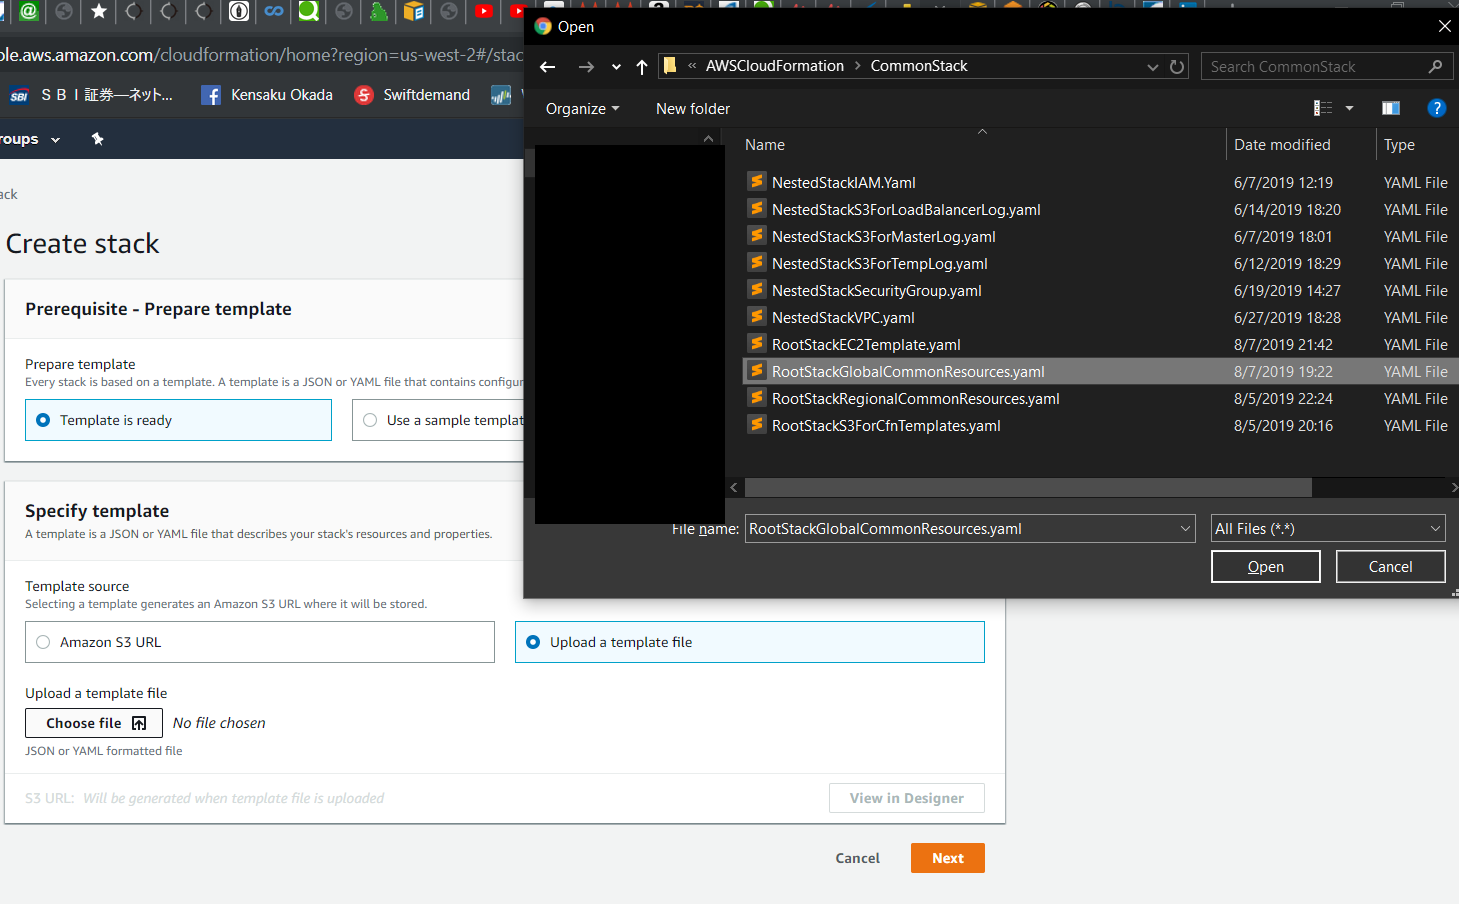 ole.aws.amazon.com/cloudformation/home?region=us-west-2#/stac
SBI ＳＢＩ証券―ネット... Kensaku Okada Swiftdemand
roups
ack
Create stack
Prerequisite - Prepare template
Prepare template
Every stack is based on a template. A template is a JSON or YAML file that contains configur
Template is ready
Use a sample templat
Specify template
A template is a JSON or YAML file that describes your stack's resources and properties.
Template source
Selecting a template generates an Amazon S3 URL where it will be stored.
Amazon S3 URL
Upload a template file
Upload a template file
Choose file No file chosen
JSON or YAML formatted file
S3 URL: Will be generated when template file is uploaded
View in Designer
Cancel
Next
Open
« AWSCloudFormation > CommonStack
Search CommonStack
Organize New folder
Name Date modified Type
NestedStackIAM.Yaml 6/7/2019 12:19 YAML File
NestedStackS3ForLoadBalancerLog.yaml 6/14/2019 18:20 YAML File
NestedStackS3ForMasterLog.yaml 6/7/2019 18:01 YAML File
NestedStackS3ForTempLog.yaml 6/12/2019 18:29 YAML File
NestedStackSecurityGroup.yaml 6/19/2019 14:27 YAML File
NestedStackVPC.yaml 6/27/2019 18:28 YAML File
RootStackEC2Template.yaml 8/7/2019 21:42 YAML File
RootStackGlobalCommonResources.yaml 8/7/2019 19:22 YAML File
RootStackRegionalCommonResources.yaml 8/5/2019 22:24 YAML File
RootStackS3ForCfnTemplates.yaml 8/5/2019 20:16 YAML File
File name: RootStackGlobalCommonResources.yaml
All Files (*.*)
Open
Cancel